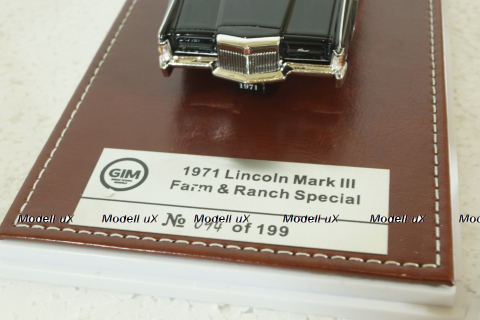 1971
GIM
1971 Lincoln Mark III
Farm & Ranch Special
№ 094 of 199
Modell uX Modell uX Modell uX Modell uX Modell uX Mod